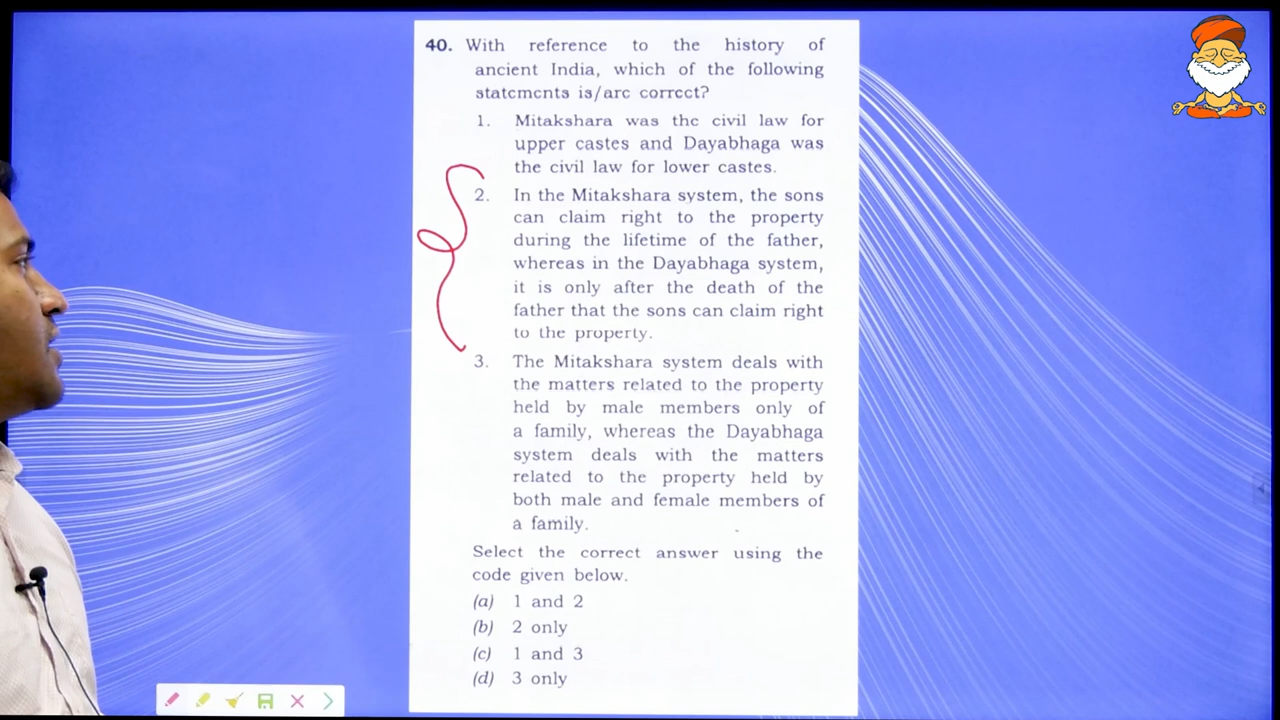 40. With reference to the history of
ancient India, which of the following
statements is/are correct?
1. Mitakshara was the civil law for
upper castes and Dayabhaga was
the civil law for lower castes.
2. In the Mitakshara system, the sons
can claim right to the property
during the lifetime of the father,
whereas in the Dayabhaga system,
it is only after the death of the
father that the sons can claim right
to the property.
3. The Mitakshara system deals with
the matters related to the property
held by male members only of
a family, whereas the Dayabhaga
system deals with the matters
related to the property held by
both male and female members of
a family.
Select the correct answer using the
code given below.
(a) 1 and 2
(b) 2 only
(c) 1 and 3
(d) 3 only